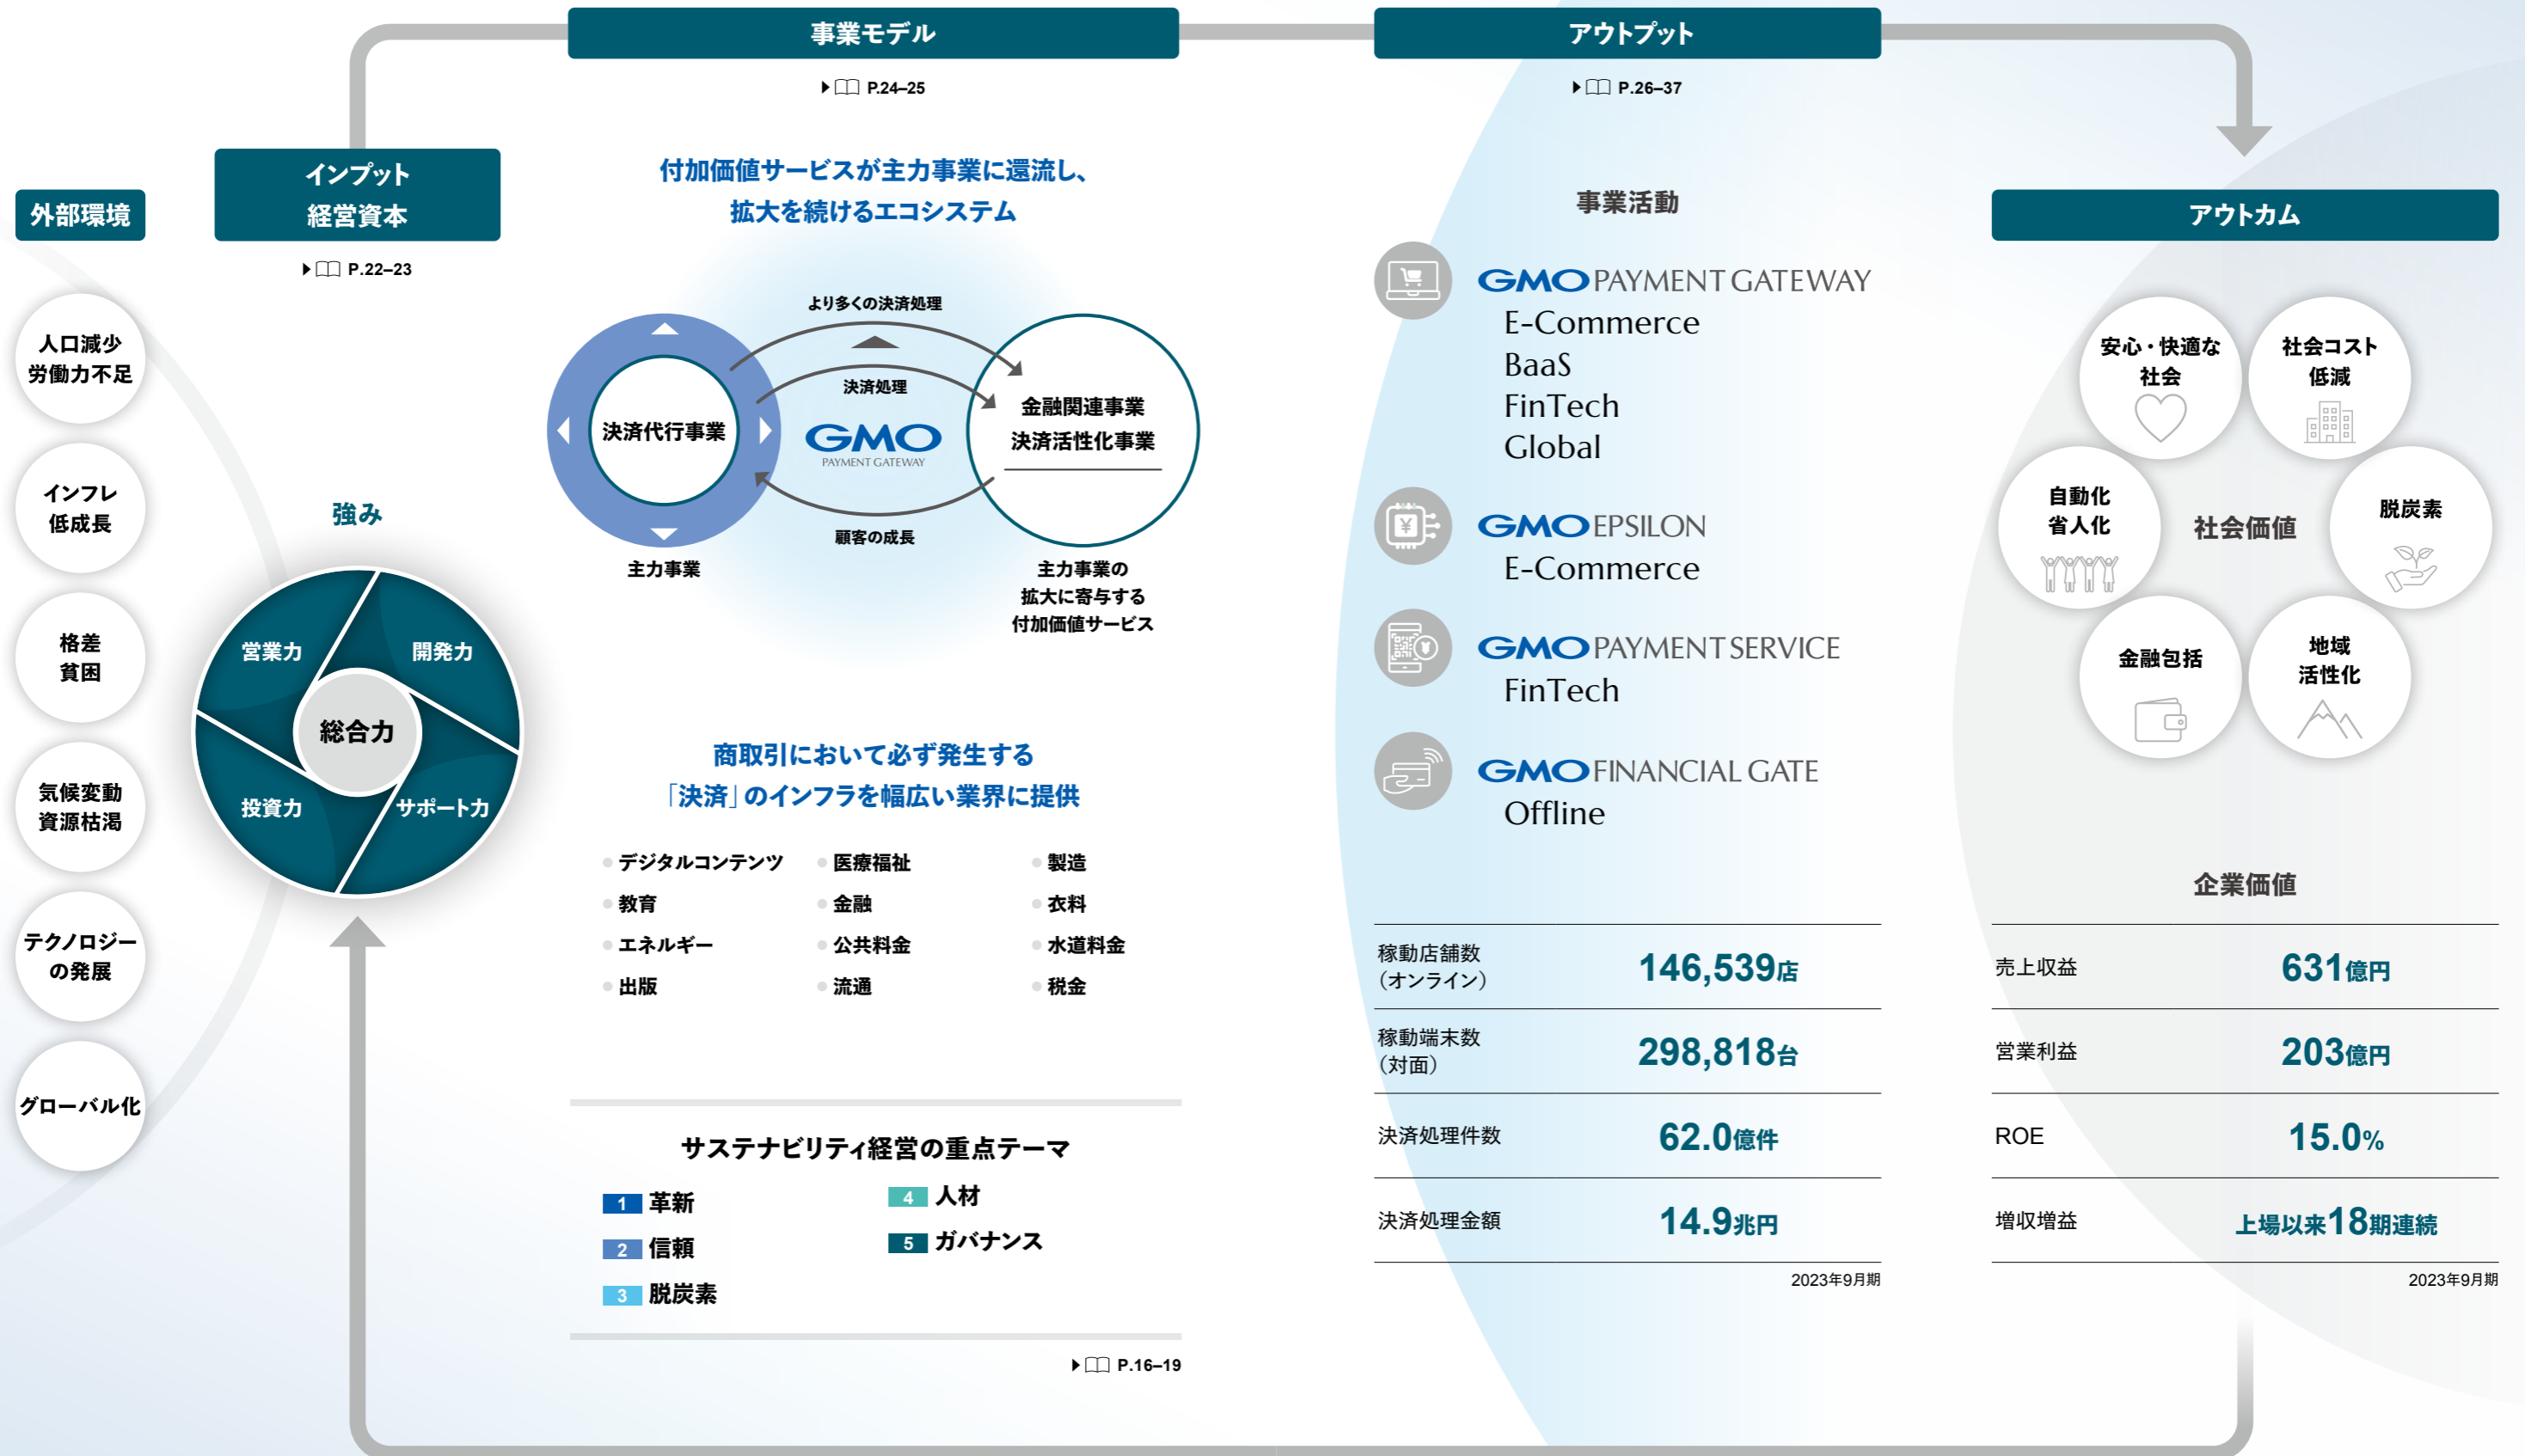 外部環境
人口減少
労働力不足
インフレ
低成長
格差
貧困
気候変動
資源枯渇
テクノロジー
の発展
グローバル化
インプット
経営資本
P.22–23
強み
営業力
開発力
総合力
投資力
サポート力
事業モデル
P.24–25
付加価値サービスが主力事業に還流し、
拡大を続けるエコシステム
より多くの決済処理
決済処理
決済代行事業
GMO
PAYMENT GATEWAY
金融関連事業
決済活性化事業
顧客の成長
主力事業
主力事業の
拡大に寄与する
付加価値サービス
商取引において必ず発生する
「決済」のインフラを幅広い業界に提供
デジタルコンテンツ 医療福祉 製造
教育 金融 衣料
エネルギー 公共料金 水道料金
出版 流通 税金
サステナビリティ経営の重点テーマ
1 革新
2 信頼
3 脱炭素
4 人材
5 ガバナンス
P.16–19
アウトプット
P.26–37
事業活動
GMO PAYMENT GATEWAY
E-Commerce
BaaS
FinTech
Global
GMO EPSILON
E-Commerce
GMO PAYMENT SERVICE
FinTech
GMO FINANCIAL GATE
Offline
稼動店舗数
（オンライン）
146,539店
稼動端末数
（対面）
298,818台
決済処理件数 62.0億件
決済処理金額 14.9兆円
2023年9月期
アウトカム
安心・快適な
社会
社会コスト
低減
自動化
省人化
社会価値
脱炭素
金融包括
地域
活性化
企業価値
売上収益 631億円
営業利益 203億円
ROE 15.0%
増収増益 上場以来18期連続
2023年9月期